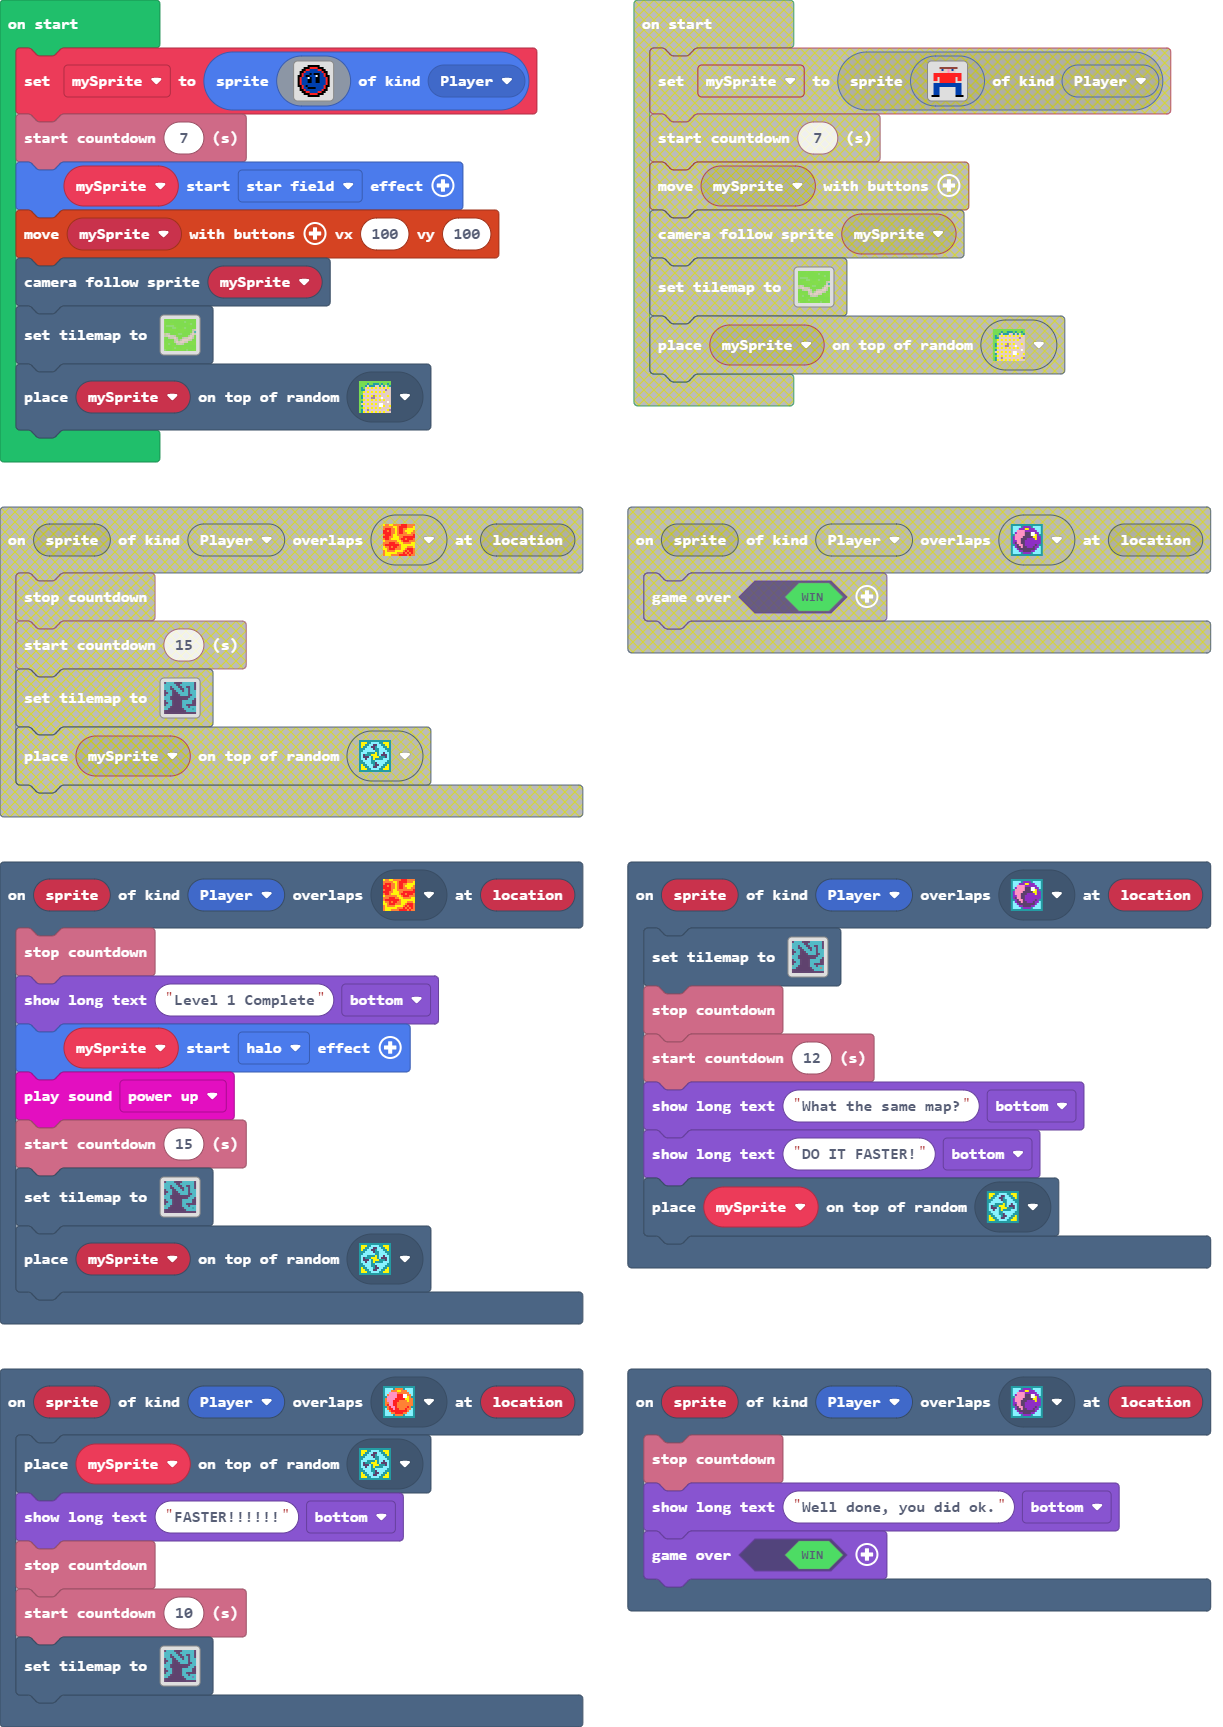 on start
set mySprite to sprite of kind Player
start countdown 7 (s)
mySprite start star field effect
move mySprite with buttons vx 100 vy 100
camera follow sprite mySprite
set tilemap to
place mySprite on top of random
on start
set mySprite to sprite of kind Player
start countdown 7 (s)
move mySprite with buttons
camera follow sprite mySprite
set tilemap to
place mySprite on top of random
on sprite of kind Player overlaps at location
stop countdown
start countdown 15 (s)
set tilemap to
place mySprite on top of random
on sprite of kind Player overlaps at location
game over WIN
on sprite of kind Player overlaps at location
stop countdown
show long text "Level 1 Complete" bottom
mySprite start halo effect
play sound power up
start countdown 15 (s)
set tilemap to
place mySprite on top of random
on sprite of kind Player overlaps at location
set tilemap to
stop countdown
start countdown 12 (s)
show long text "What the same map?" bottom
show long text "DO IT FASTER!" bottom
place mySprite on top of random
on sprite of kind Player overlaps at location
place mySprite on top of random
show long text "FASTER!!!!!!" bottom
stop countdown
start countdown 10 (s)
set tilemap to
on sprite of kind Player overlaps at location
stop countdown
show long text "Well done, you did ok." bottom
game over WIN